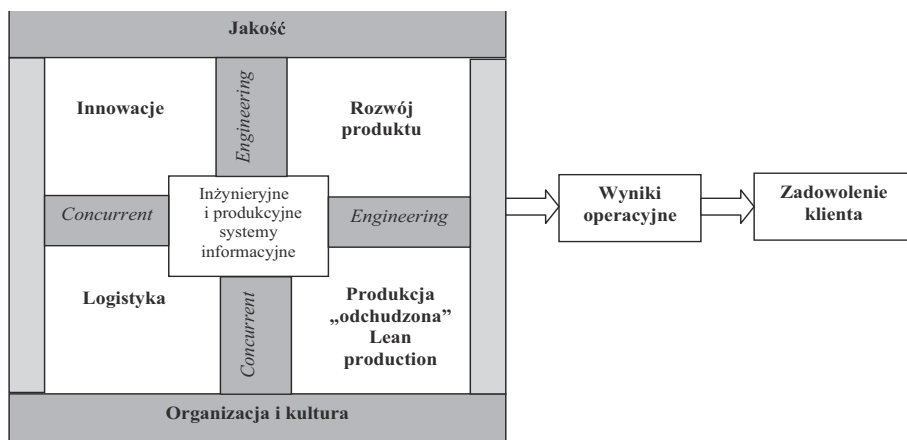 Jakość
Innowacje
Engineering
Rozwój
produktu
Concurrent
Inżynieryjne
i produkcyjne
systemy
informacyjne
Engineering
Wyniki
operacyjne
Zadowolenie
klienta
Logistyka
Concurrent
Produkcja
„odchudzona”
Lean
production
Organizacja i kultura